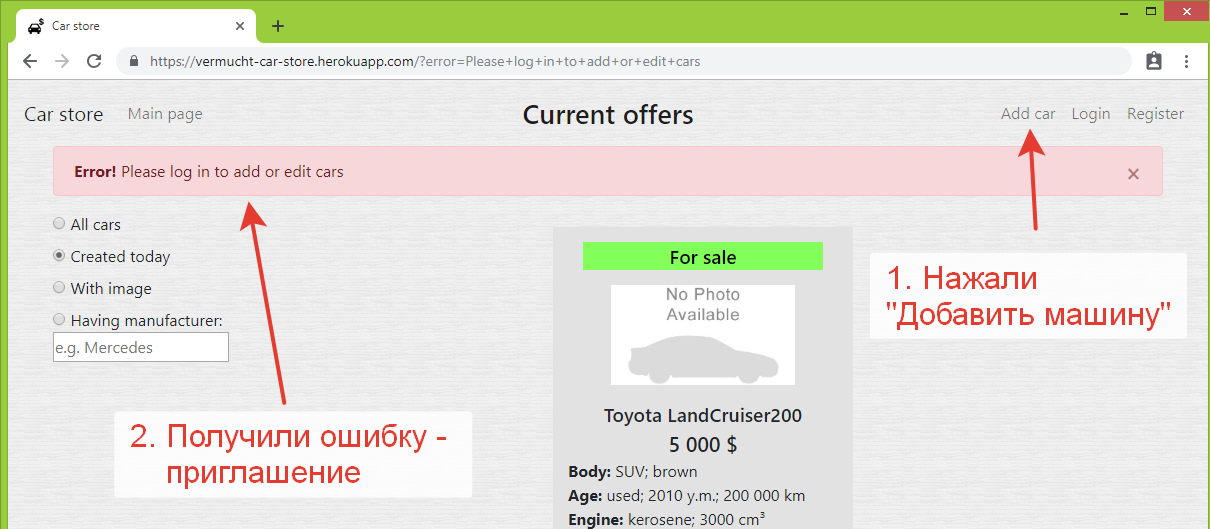 Car store
https://vermucht-car-store.herokuapp.com/?error=Please+log+in+to+add+or+edit+cars
Car store Main page Current offers Add car Login Register
Error! Please log in to add or edit cars ×
All cars
Created today
With image
Having manufacturer:
e.g. Mercedes
For sale
No Photo
Available
Toyota LandCruiser200
5 000 $
Body: SUV; brown
Age: used; 2010 y.m.; 200 000 km
Engine: kerosene; 3000 cm³
1. Нажали
"Добавить машину"
2. Получили ошибку -
приглашение